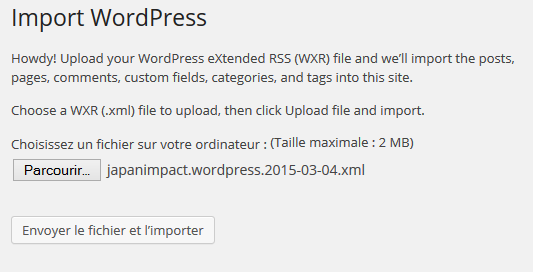 Import WordPress
Howdy! Upload your WordPress eXtended RSS (WXR) file and we'll import the posts,
pages, comments, custom fields, categories, and tags into this site.
Choose a WXR (.xml) file to upload, then click Upload file and import.
Choisissez un fichier sur votre ordinateur : (Taille maximale : 2 MB)
Parcourir... japanimpact.wordpress.2015-03-04.xml
Envoyer le fichier et l'importer